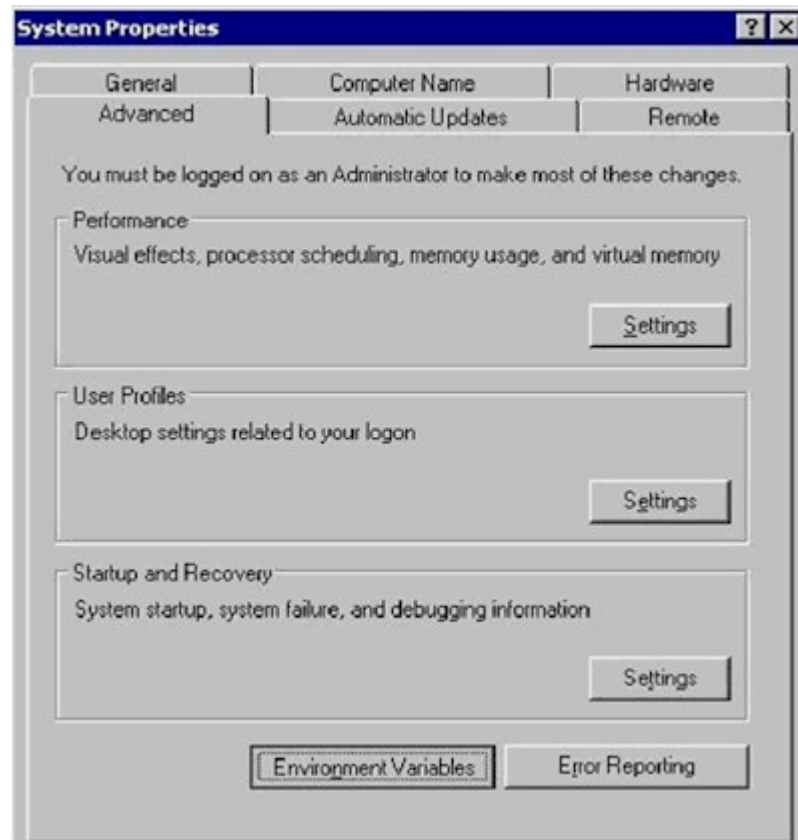 System Properties
General Computer Name Hardware
Advanced Automatic Updates Remote
You must be logged on as an Administrator to make most of these changes.
Performance
Visual effects, processor scheduling, memory usage, and virtual memory
Settings
User Profiles
Desktop settings related to your logon
Settings
Startup and Recovery
System startup, system failure, and debugging information
Settings
Environment Variables Error Reporting